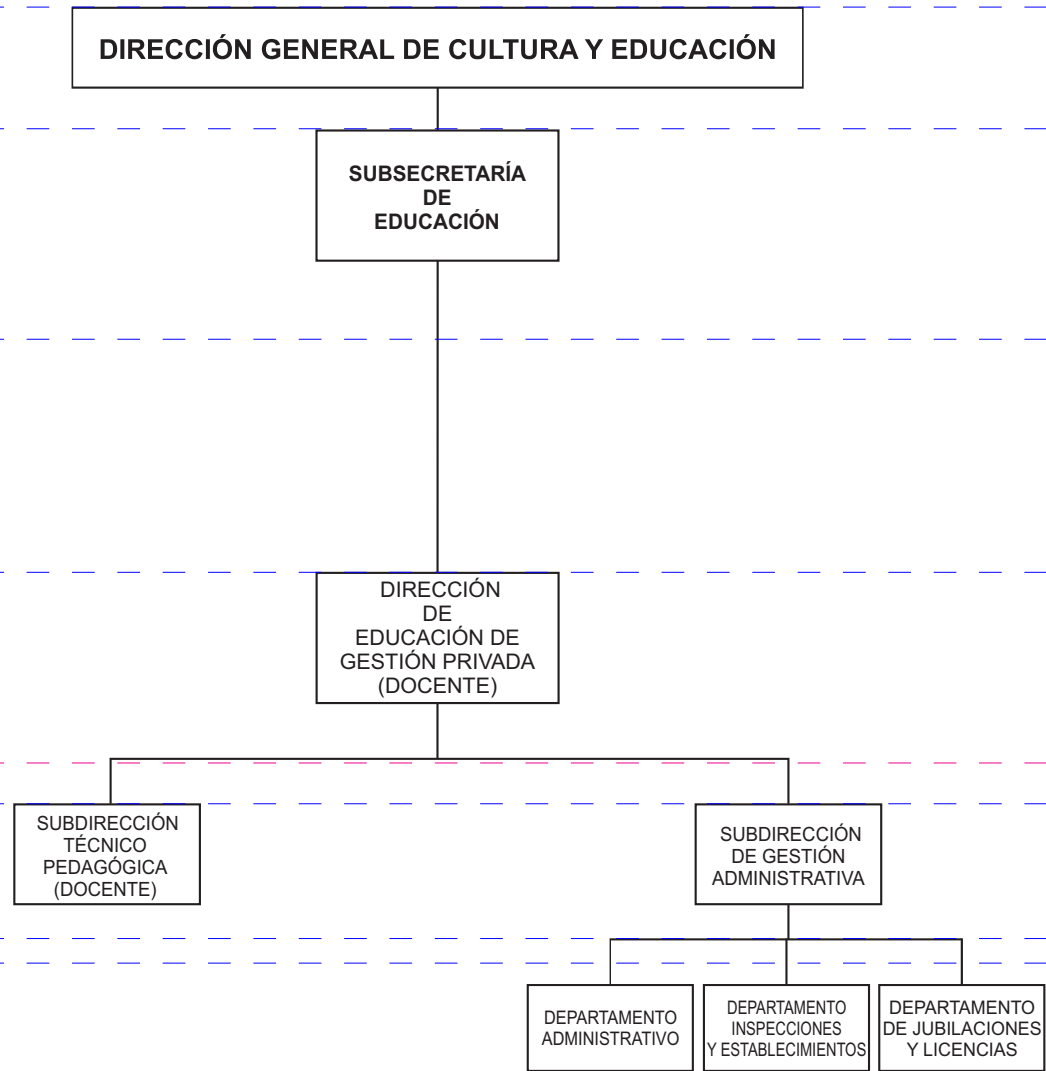 DIRECCIÓN GENERAL DE CULTURA Y EDUCACIÓN
SUBSECRETARÍA
DE
EDUCACIÓN
DIRECCIÓN
DE
EDUCACIÓN DE
GESTIÓN PRIVADA
(DOCENTE)
SUBDIRECCIÓN
TÉCNICO
PEDAGÓGICA
(DOCENTE)
SUBDIRECCIÓN
DE GESTIÓN
ADMINISTRATIVA
DEPARTAMENTO
ADMINISTRATIVO
DEPARTAMENTO
INSPECCIONES
Y ESTABLECIMIENTOS
DEPARTAMENTO
DE JUBILACIONES
Y LICENCIAS